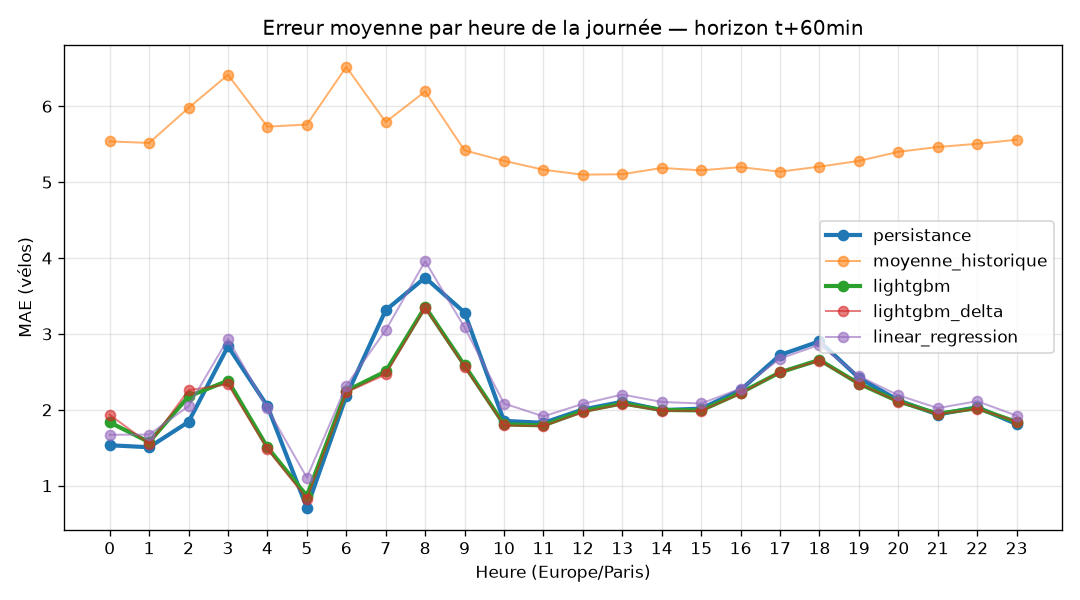 Erreur moyenne par heure de la journée — horizon t+60min
MAE (vélos)
6
5
4
3
2
1
persistance
moyenne_historique
lightgbm
lightgbm_delta
linear_regression
0 1 2 3 4 5 6 7 8 9 10 11 12 13 14 15 16 17 18 19 20 21 22 23
Heure (Europe/Paris)